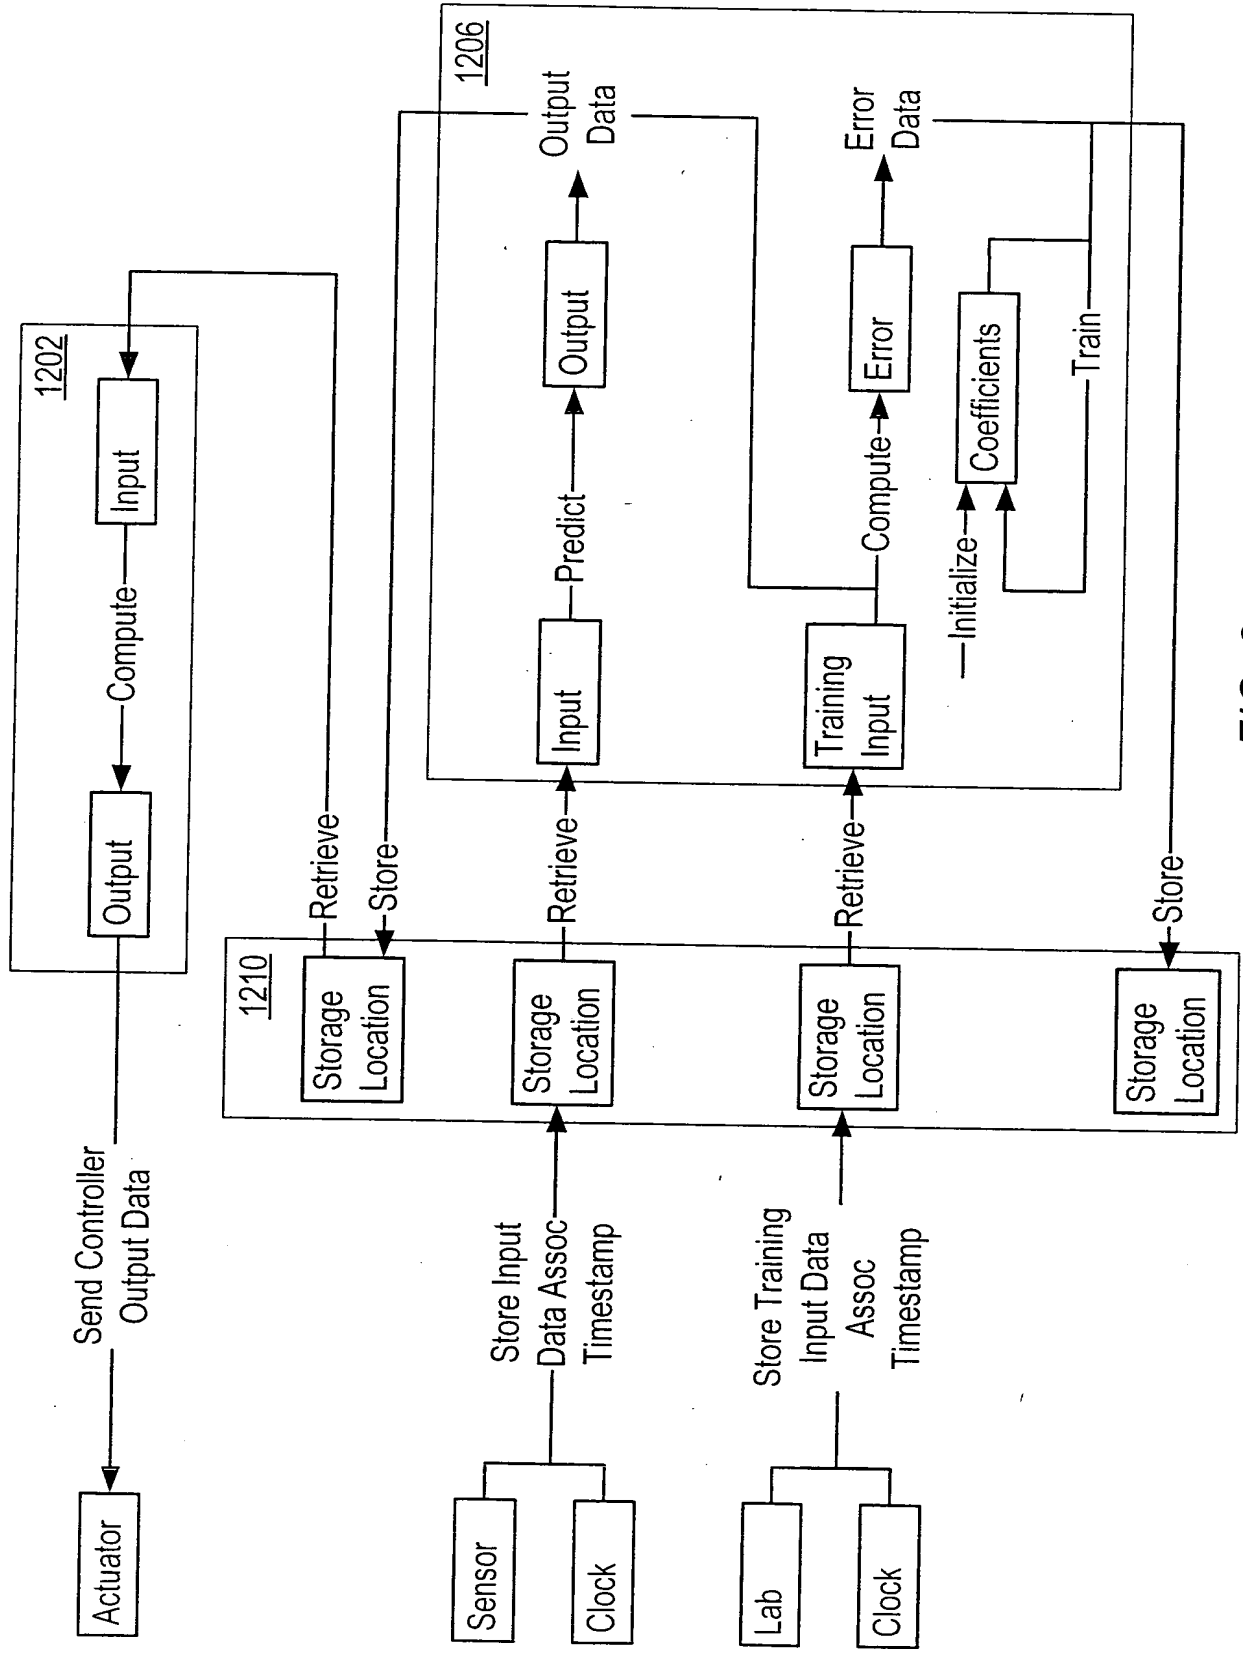 1202
Actuator
Send Controller
Output Data
Output
Compute
Input
1210
Storage
Location
Retrieve
Store
1206
Sensor
Clock
Store Input
Data Assoc
Timestamp
Storage
Location
Retrieve
Input
Predict
Output
Output
Data
Lab
Clock
Store Training
Input Data
Assoc
Timestamp
Storage
Location
Retrieve
Training
Input
Compute
Error
Error
Data
Initialize
Coefficients
Train
Storage
Location
Store
FIG.